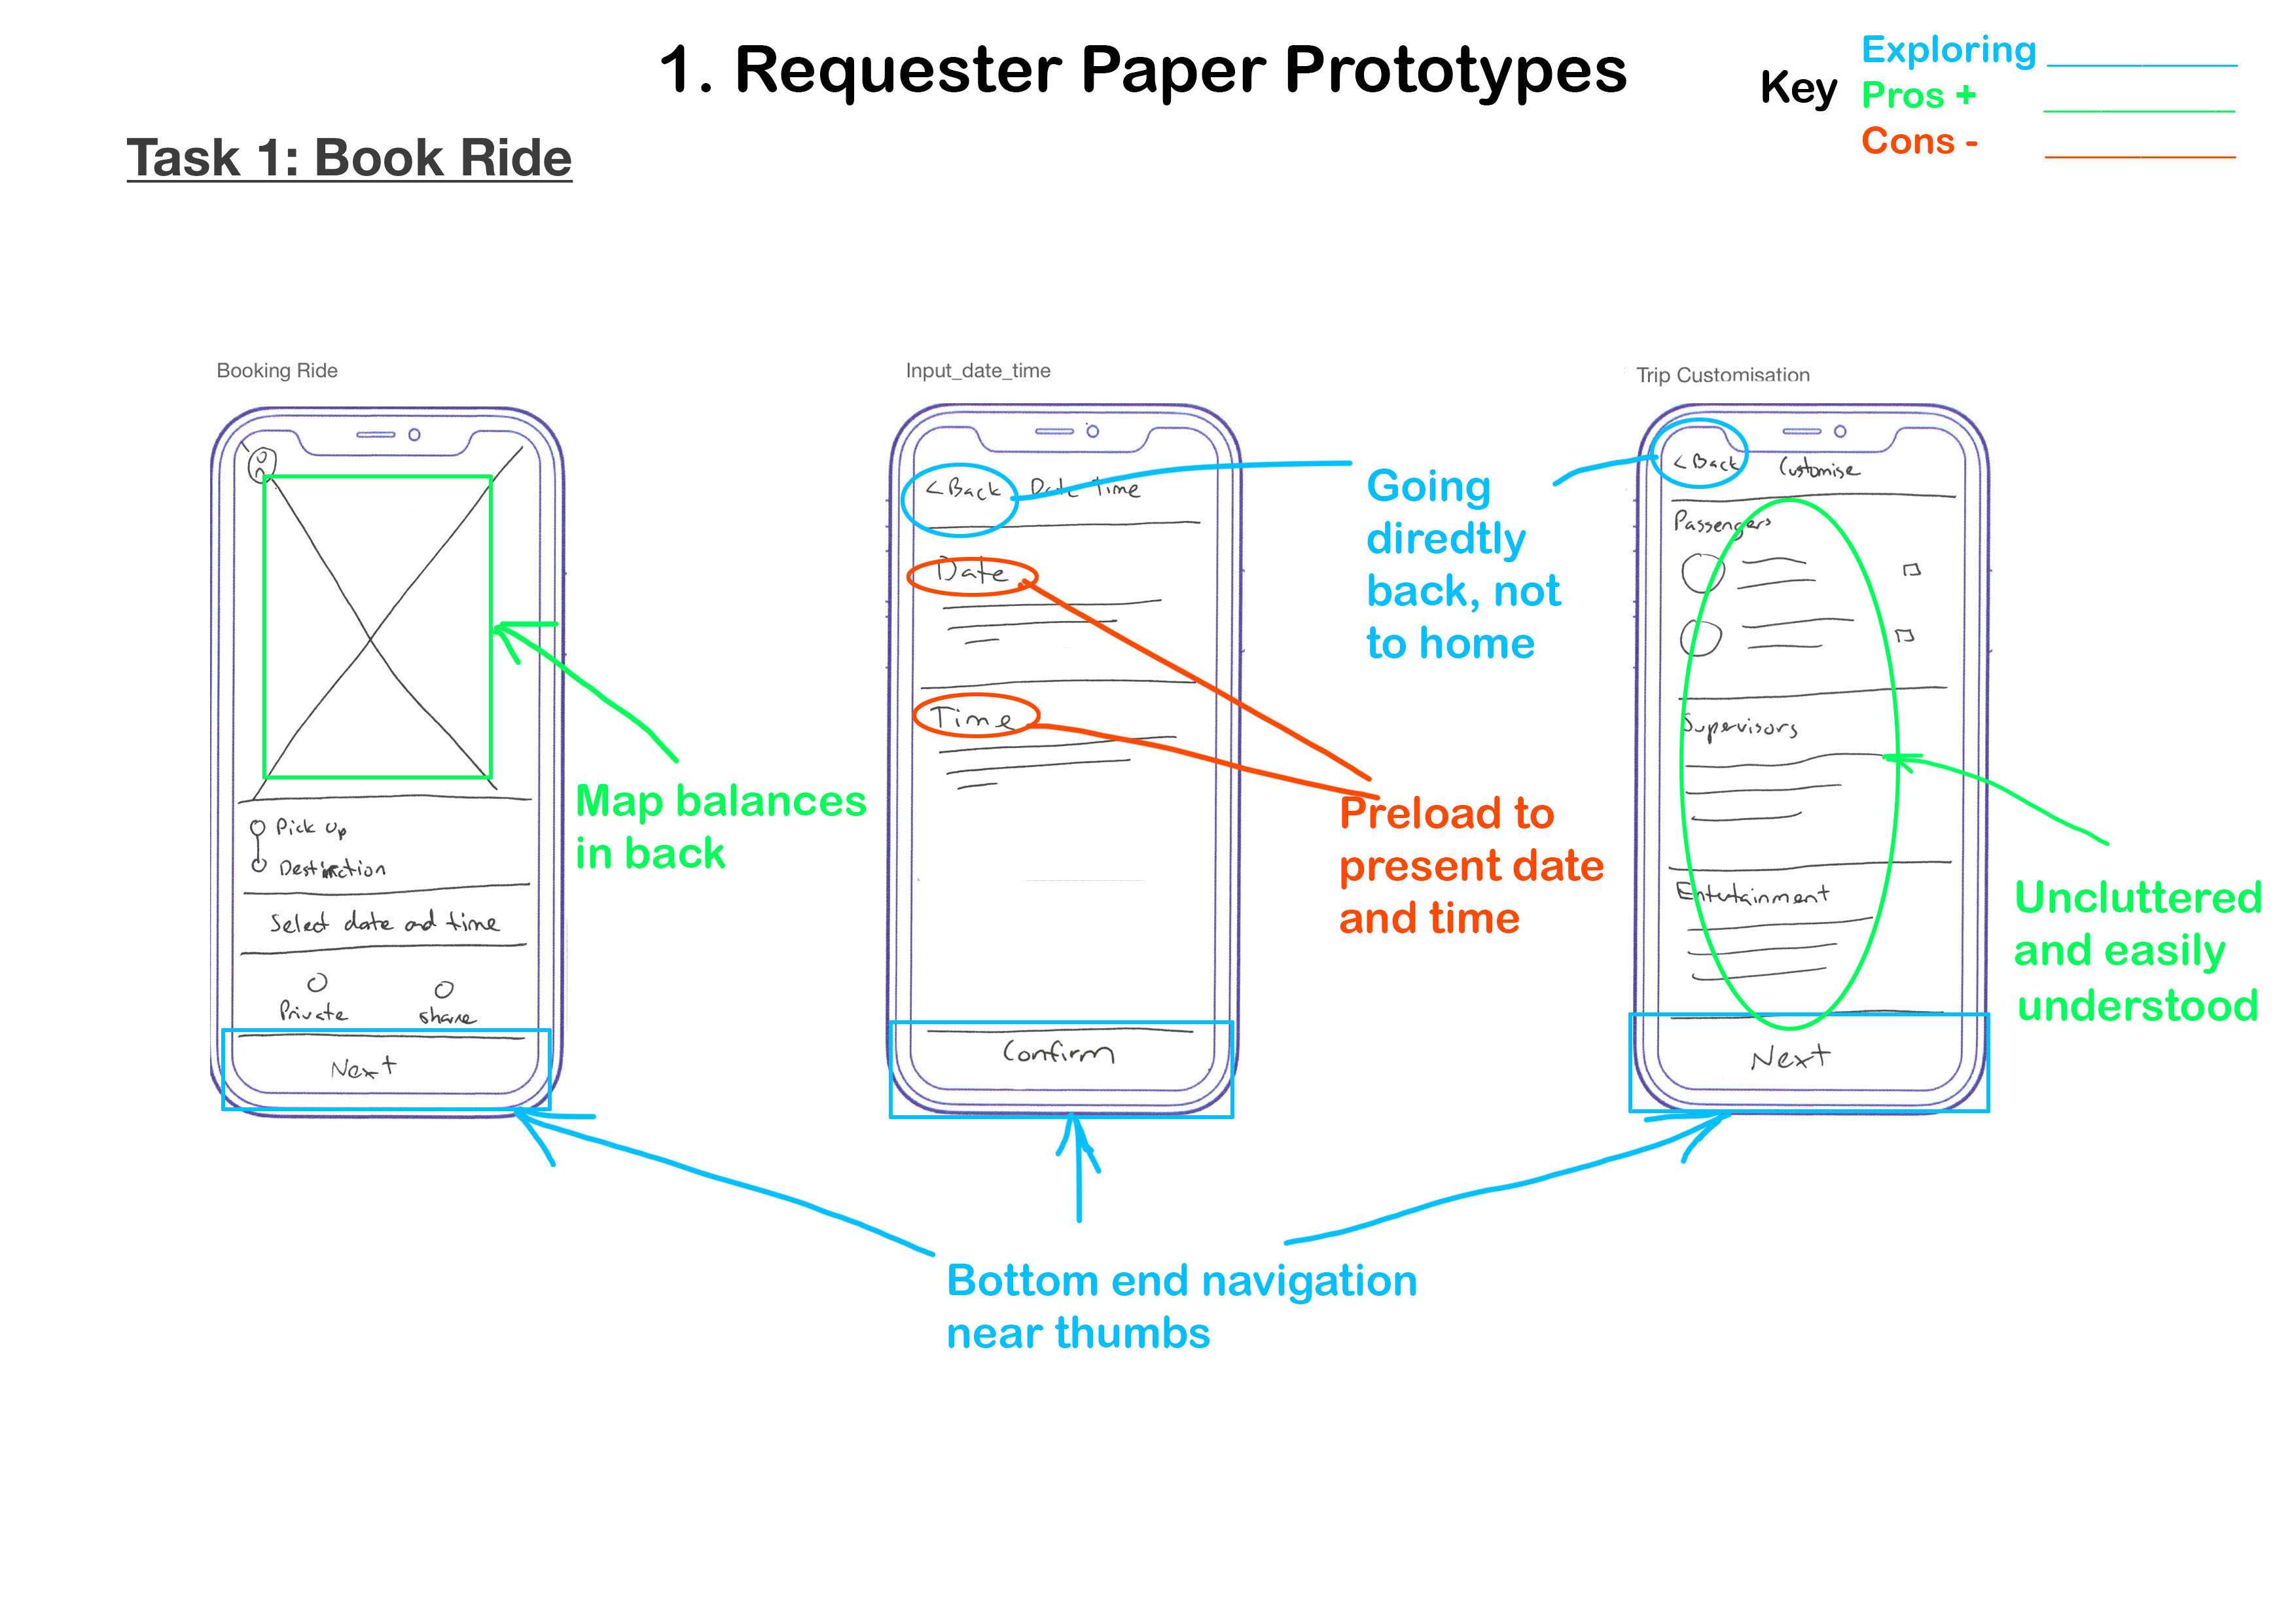 1. Requester Paper Prototypes
Key
Exploring
Pros +
Cons -
Task 1: Book Ride
Booking Ride
Pick up
Destination
Select date and time
Private
share
Next
Map balances
in back
Input_date_time
<Back Date Time
Date
Time
Confirm
Going
diredtly
back, not
to home
Preload to
present date
and time
Trip Customisation
<Back Customise
Passengers
Supervisors
Entertainment
Next
Uncluttered
and easily
understood
Bottom end navigation
near thumbs